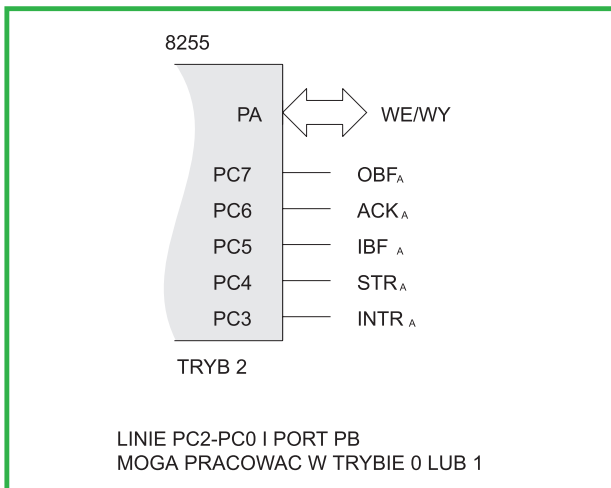 8255
PA WE/WY
PC7 OBFA
PC6 ACKA
PC5 IBF A
PC4 STRA
PC3 INTR A
TRYB 2
LINIE PC2-PC0 I PORT PB
MOGA PRACOWAC W TRYBIE 0 LUB 1